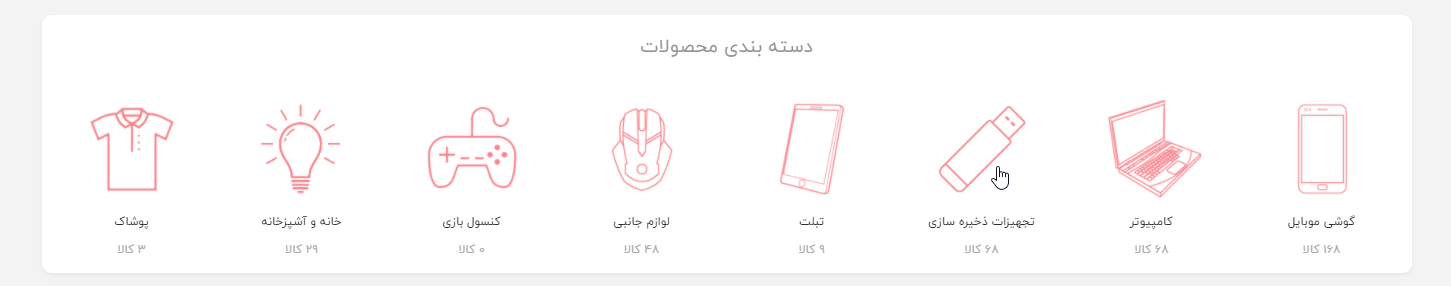 دسته بندی محصولات
گوشی موبایل
۱۶۸ کالا
کامپیوتر
۶۸ کالا
تجهیزات ذخیره سازی
۶۸ کالا
تبلت
۹ کالا
لوازم جانبی
۴۸ کالا
کنسول بازی
۰ کالا
خانه و آشپزخانه
۲۹ کالا
پوشاک
۳ کالا